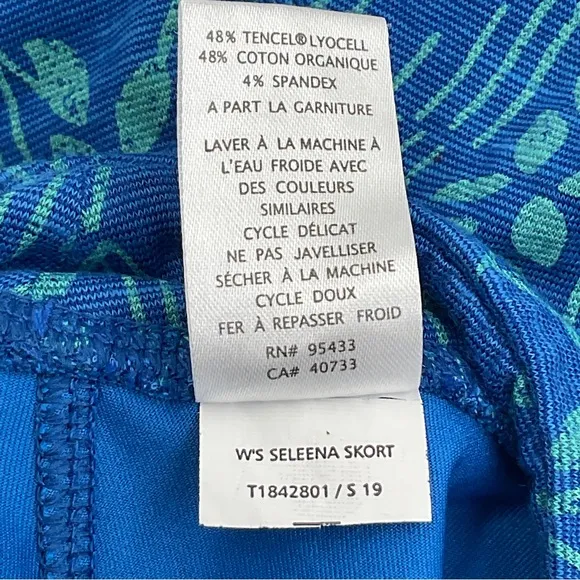 48% TENCEL®LYOCELL
48% COTON ORGANIQUE
4% SPANDEX
A PART LA GARNITURE
LAVER À LA MACHINE À
L'EAU FROIDE AVEC
DES COULEURS
SIMILAIRES
CYCLE DÉLICAT
NE PAS JAVELLISER
SÉCHER À LA MACHINE
CYCLE DOUX
FER À REPASSER FROID
RN# 95433
CA# 40733
W'S SELEENA SKORT
T1842801 / S 19